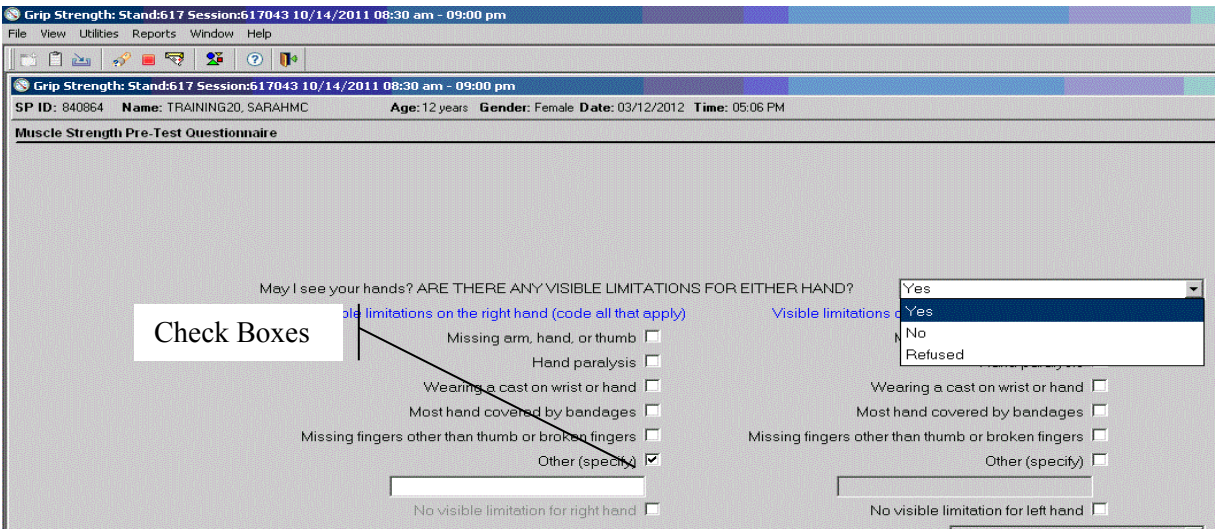 Grip Strength: Stand:617 Session:617043 10/14/2011 08:30 am - 09:00 pm
File View Utilities Reports Window Help
Grip Strength: Stand:617 Session:617043 10/14/2011 08:30 am - 09:00 pm
SP ID: 840864 Name: TRAINING20, SARAHMC Age: 12 years Gender: Female Date: 03/12/2012 Time: 05:06 PM
Muscle Strength Pre-Test Questionnaire
May I see your hands? ARE THERE ANY VISIBLE LIMITATIONS FOR EITHER HAND? Yes
limitations on the right hand (code all that apply) Visible limitations Yes
Check Boxes
Missing arm, hand, or thumb No
Hand paralysis Refused
Wearing a cast on wrist or hand Wearing a cast on wrist or hand
Most hand covered by bandages Most hand covered by bandages
Missing fingers other than thumb or broken fingers Missing fingers other than thumb or broken fingers
Other (specify) Other (specify)
No visible limitation for right hand No visible limitation for left hand